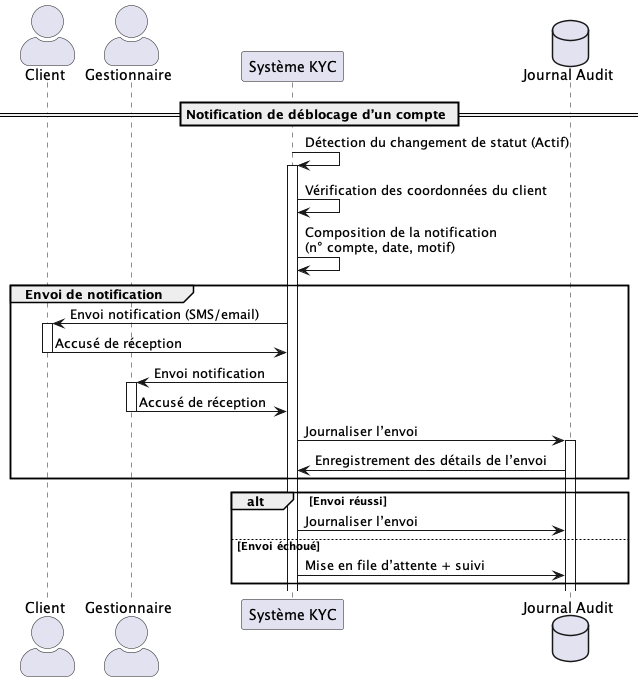 Client
Gestionnaire
Système KYC
Journal Audit
Notification de déblocage d'un compte
Détection du changement de statut (Actif)
Vérification des coordonnées du client
Composition de la notification
(n° compte, date, motif)
Envoi de notification
Envoi notification (SMS/email)
Accusé de réception
Envoi notification
Accusé de réception
Journaliser l'envoi
Enregistrement des détails de l'envoi
alt
[Envoi réussi]
Journaliser l'envoi
[Envoi échoué]
Mise en file d'attente + suivi
Client
Gestionnaire
Système KYC
Journal Audit